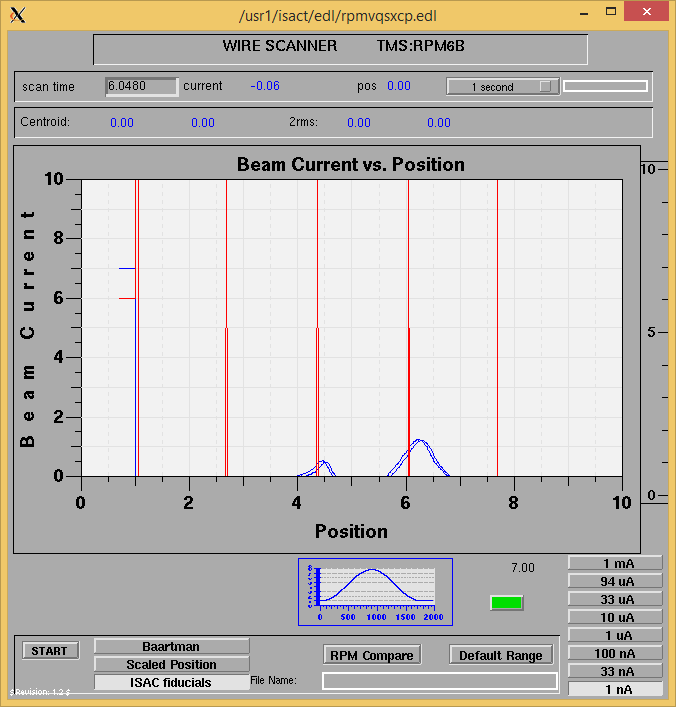 /usr1/isact/edl/rpmvqsxcp.edl
WIRE SCANNER TMS:RPM6B
scan time 6.0480 current -0.06 pos 0.00 1 second
Centroid: 0.00 0.00 2rms: 0.00 0.00
Beam Current vs. Position
10
8
6
4
2
0
Beam Current
0 2 4 6 8 10
Position
10
5
0
8
0 500 1000 1500 2000
7.00
1 mA
94 uA
33 uA
10 uA
1 uA
100 nA
33 nA
1 nA
START
Baartman
Scaled Position
ISAC fiducials
RPM Compare
Default Range
File Name:
$Revision: 1.2 $